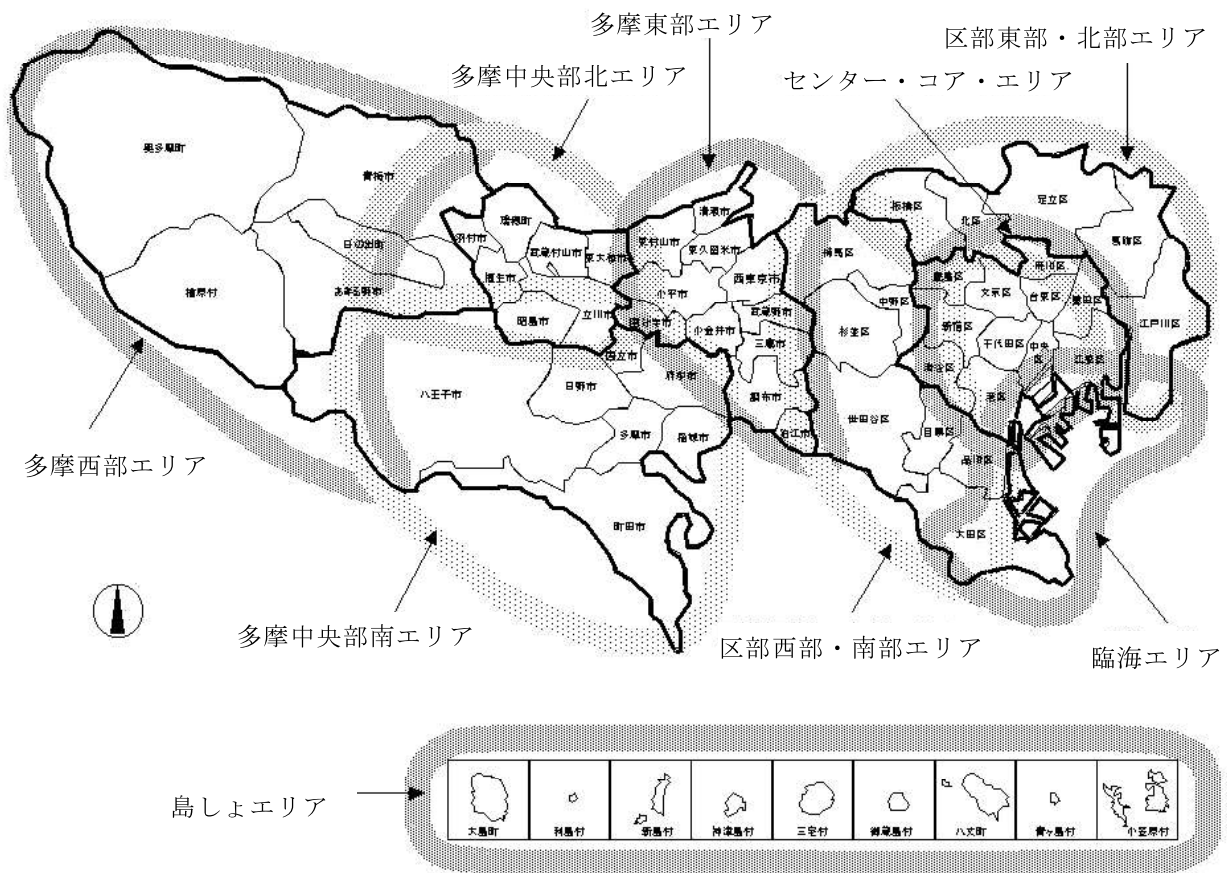 多摩東部エリア
区部東部・北部エリア
多摩中央部北エリア
センター・コア・エリア
奥多摩町
青梅市
瑞穂町
清瀬市
板橋区
北区
足立区
葛飾区
羽村市
武蔵村山市
東大和市
東村山市
東久留米市
練馬区
日の出町
福生市
小平市
西東京市
豊島区
文京区
荒川区
台東区
墨田区
檜原村
あきる野市
昭島市
立川市
国分寺市
小金井市
武蔵野市
杉並区
中野区
新宿区
千代田区
中央区
江東区
江戸川区
国立市
三鷹市
渋谷区
港区
八王子市
日野市
府中市
調布市
世田谷区
目黒区
多摩市
稲城市
狛江市
品川区
多摩西部エリア
町田市
大田区
多摩中央部南エリア
区部西部・南部エリア
臨海エリア
島しょエリア
大島町
利島村
新島村
神津島村
三宅村
御蔵島村
八丈町
青ヶ島村
小笠原村